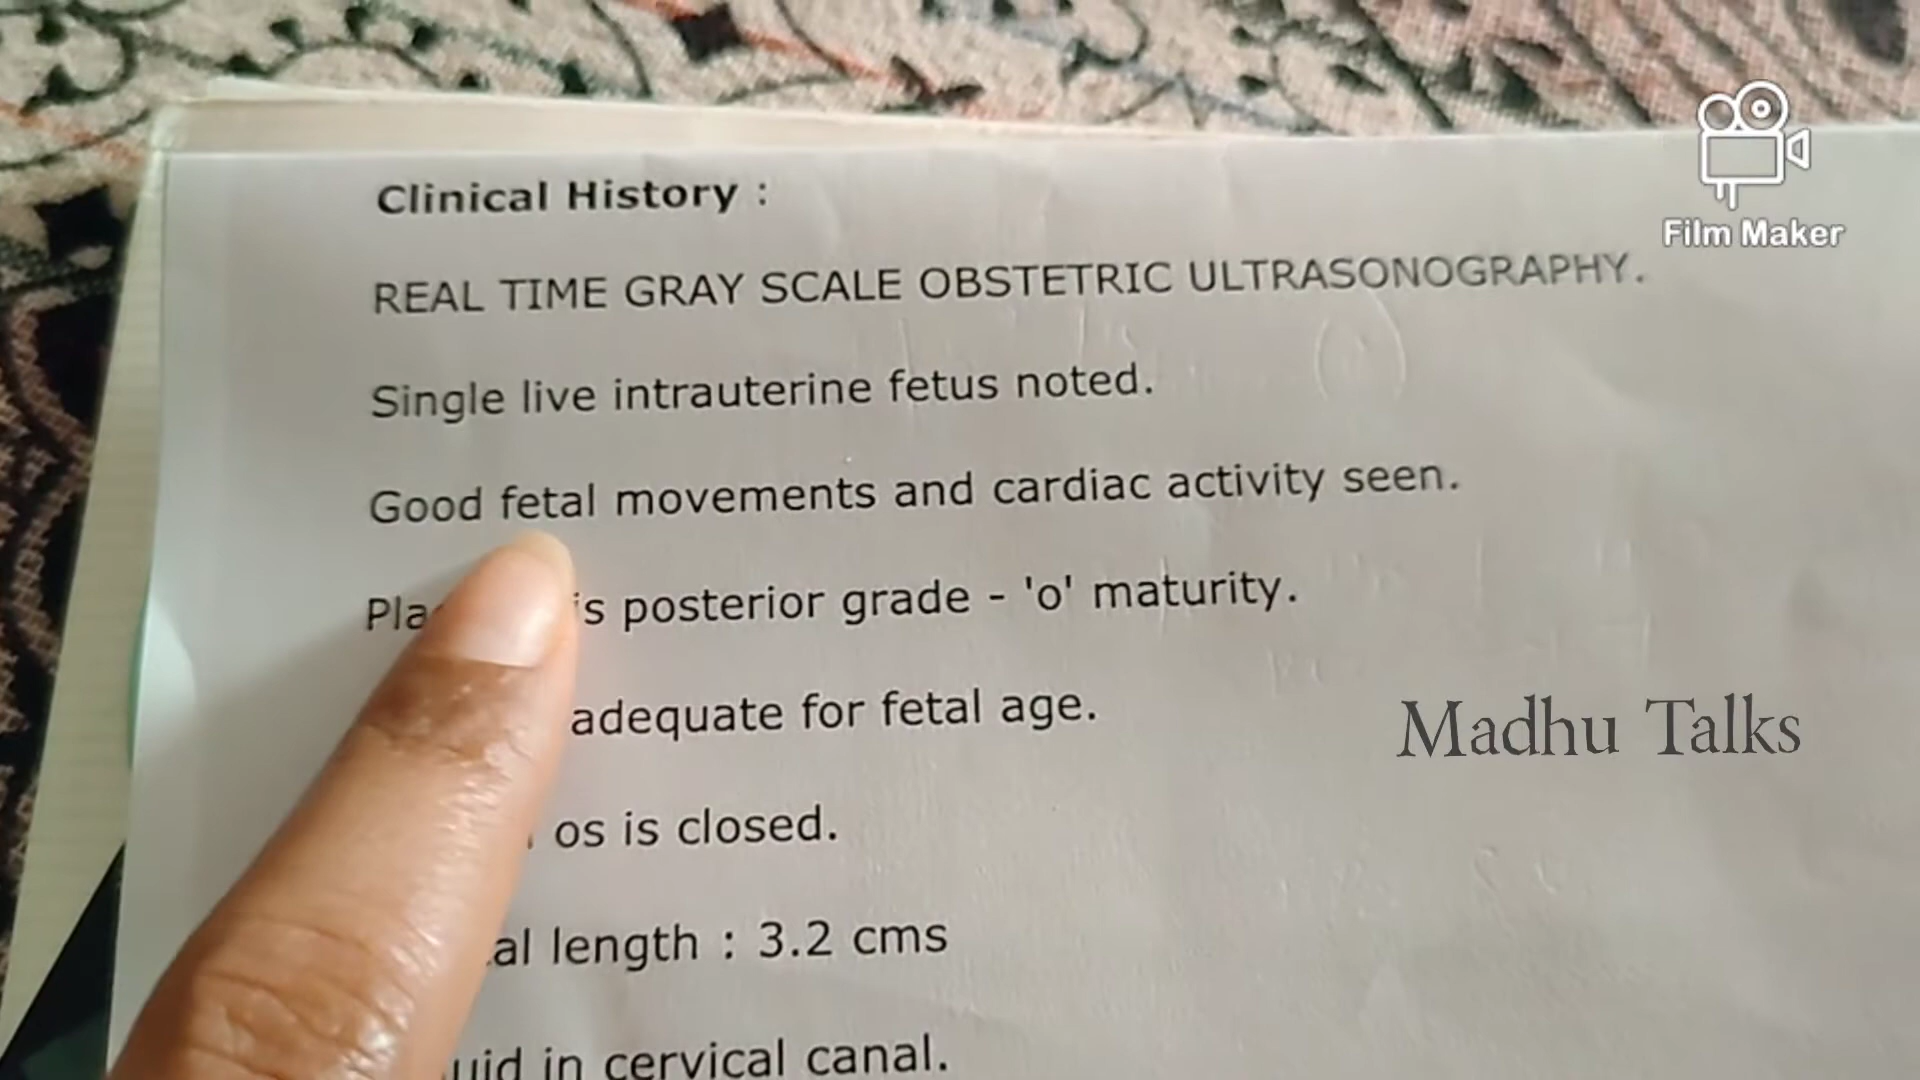 Clinical History :
REAL TIME GRAY SCALE OBSTETRIC ULTRASONOGRAPHY.
Single live intrauterine fetus noted.
Good fetal movements and cardiac activity seen.
is posterior grade - 'o' maturity.
adequate for fetal age.
os is closed.
length : 3.2 cms
in cervical canal.
Film Maker
Madhu Talks